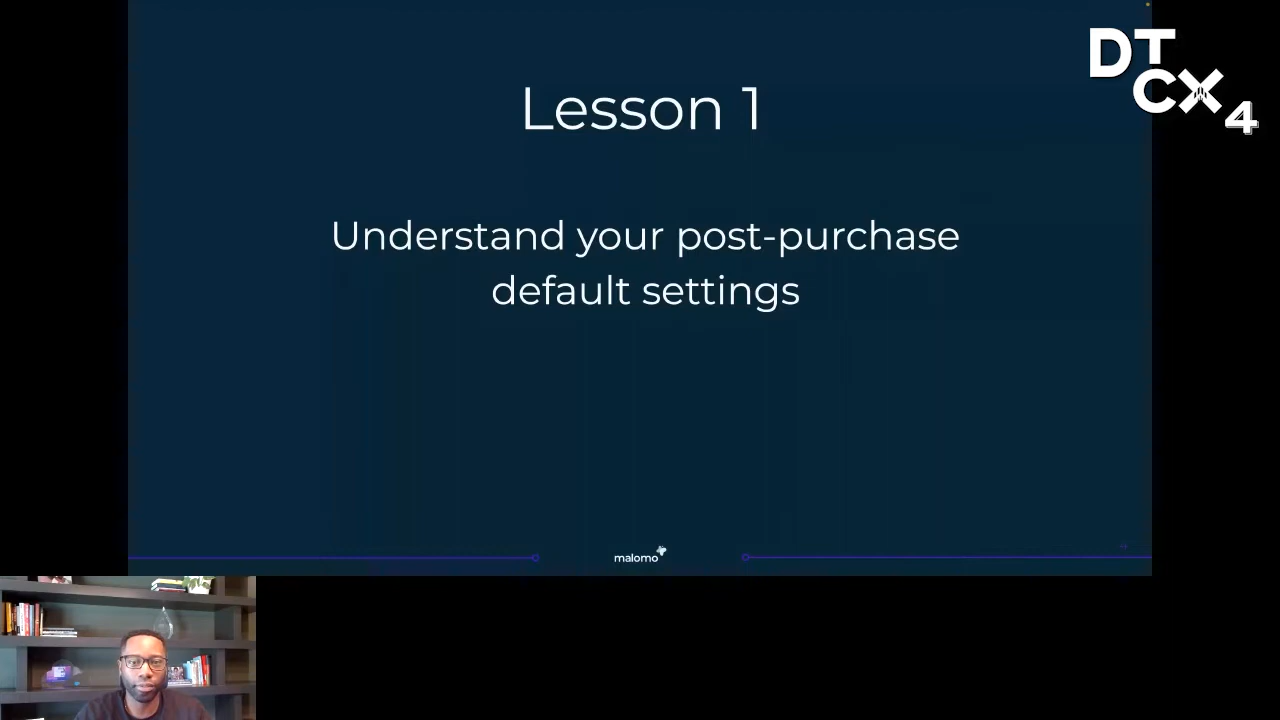 Lesson 1
DT
CX
4
Understand your post-purchase
default settings
malomo